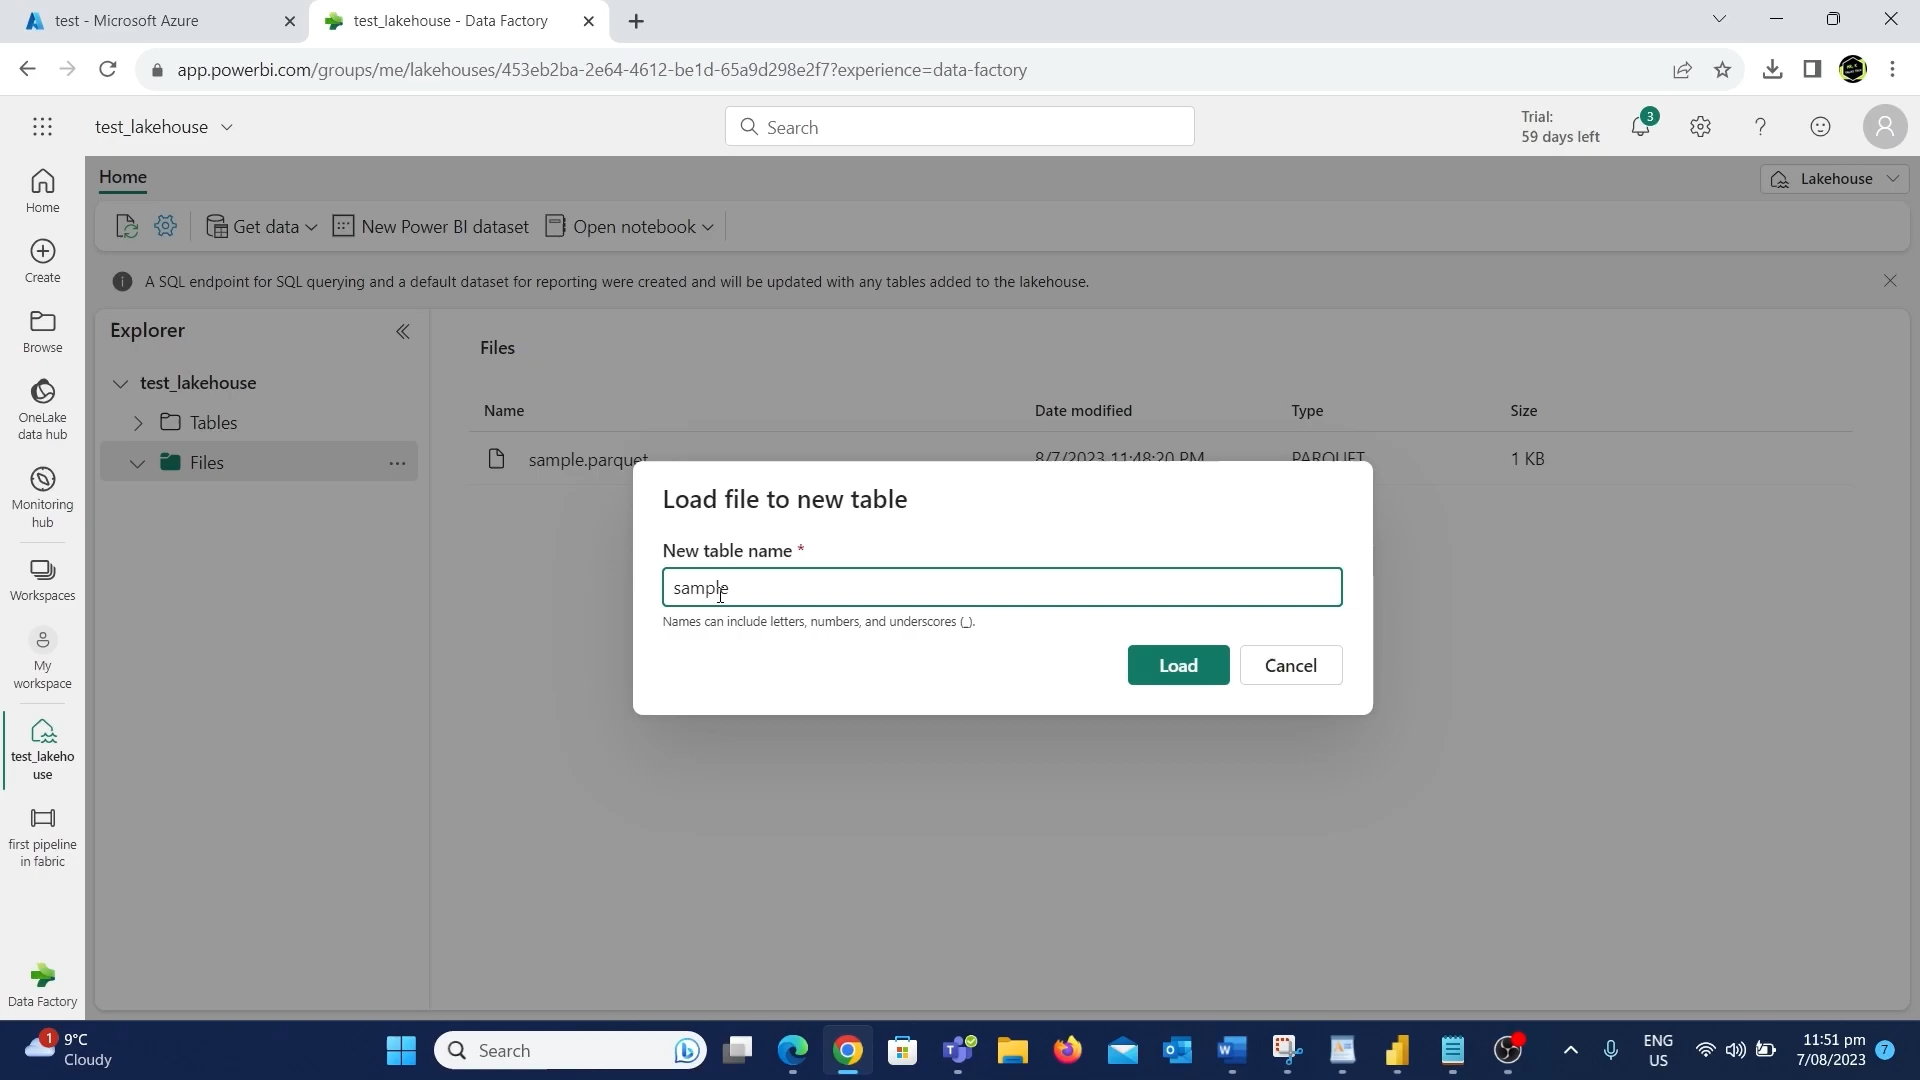 test - Microsoft Azure
test_lakehouse - Data Factory
app.powerbi.com/groups/me/lakehouses/453eb2ba-2e64-4612-be1d-65a9d298e2f7?experience=data-factory
test_lakehouse
Search
Trial:
59 days left
3
Home
Create
Browse
OneLake
data hub
Monitoring
hub
Workspaces
My
workspace
test_lakeho
use
first pipeline
in fabric
Data Factory
Home
Lakehouse
Get data
New Power BI dataset
Open notebook
A SQL endpoint for SQL querying and a default dataset for reporting were created and will be updated with any tables added to the lakehouse.
Explorer
test_lakehouse
Tables
Files
Files
Name Date modified Type Size
sample.parquet 8/7/2023 11:48:20 PM PARQUET 1 KB
Load file to new table
New table name *
sample
Names can include letters, numbers, and underscores (_).
Load
Cancel
1
9°C
Cloudy
Search
ENG
US
11:51 pm
7/08/2023
7